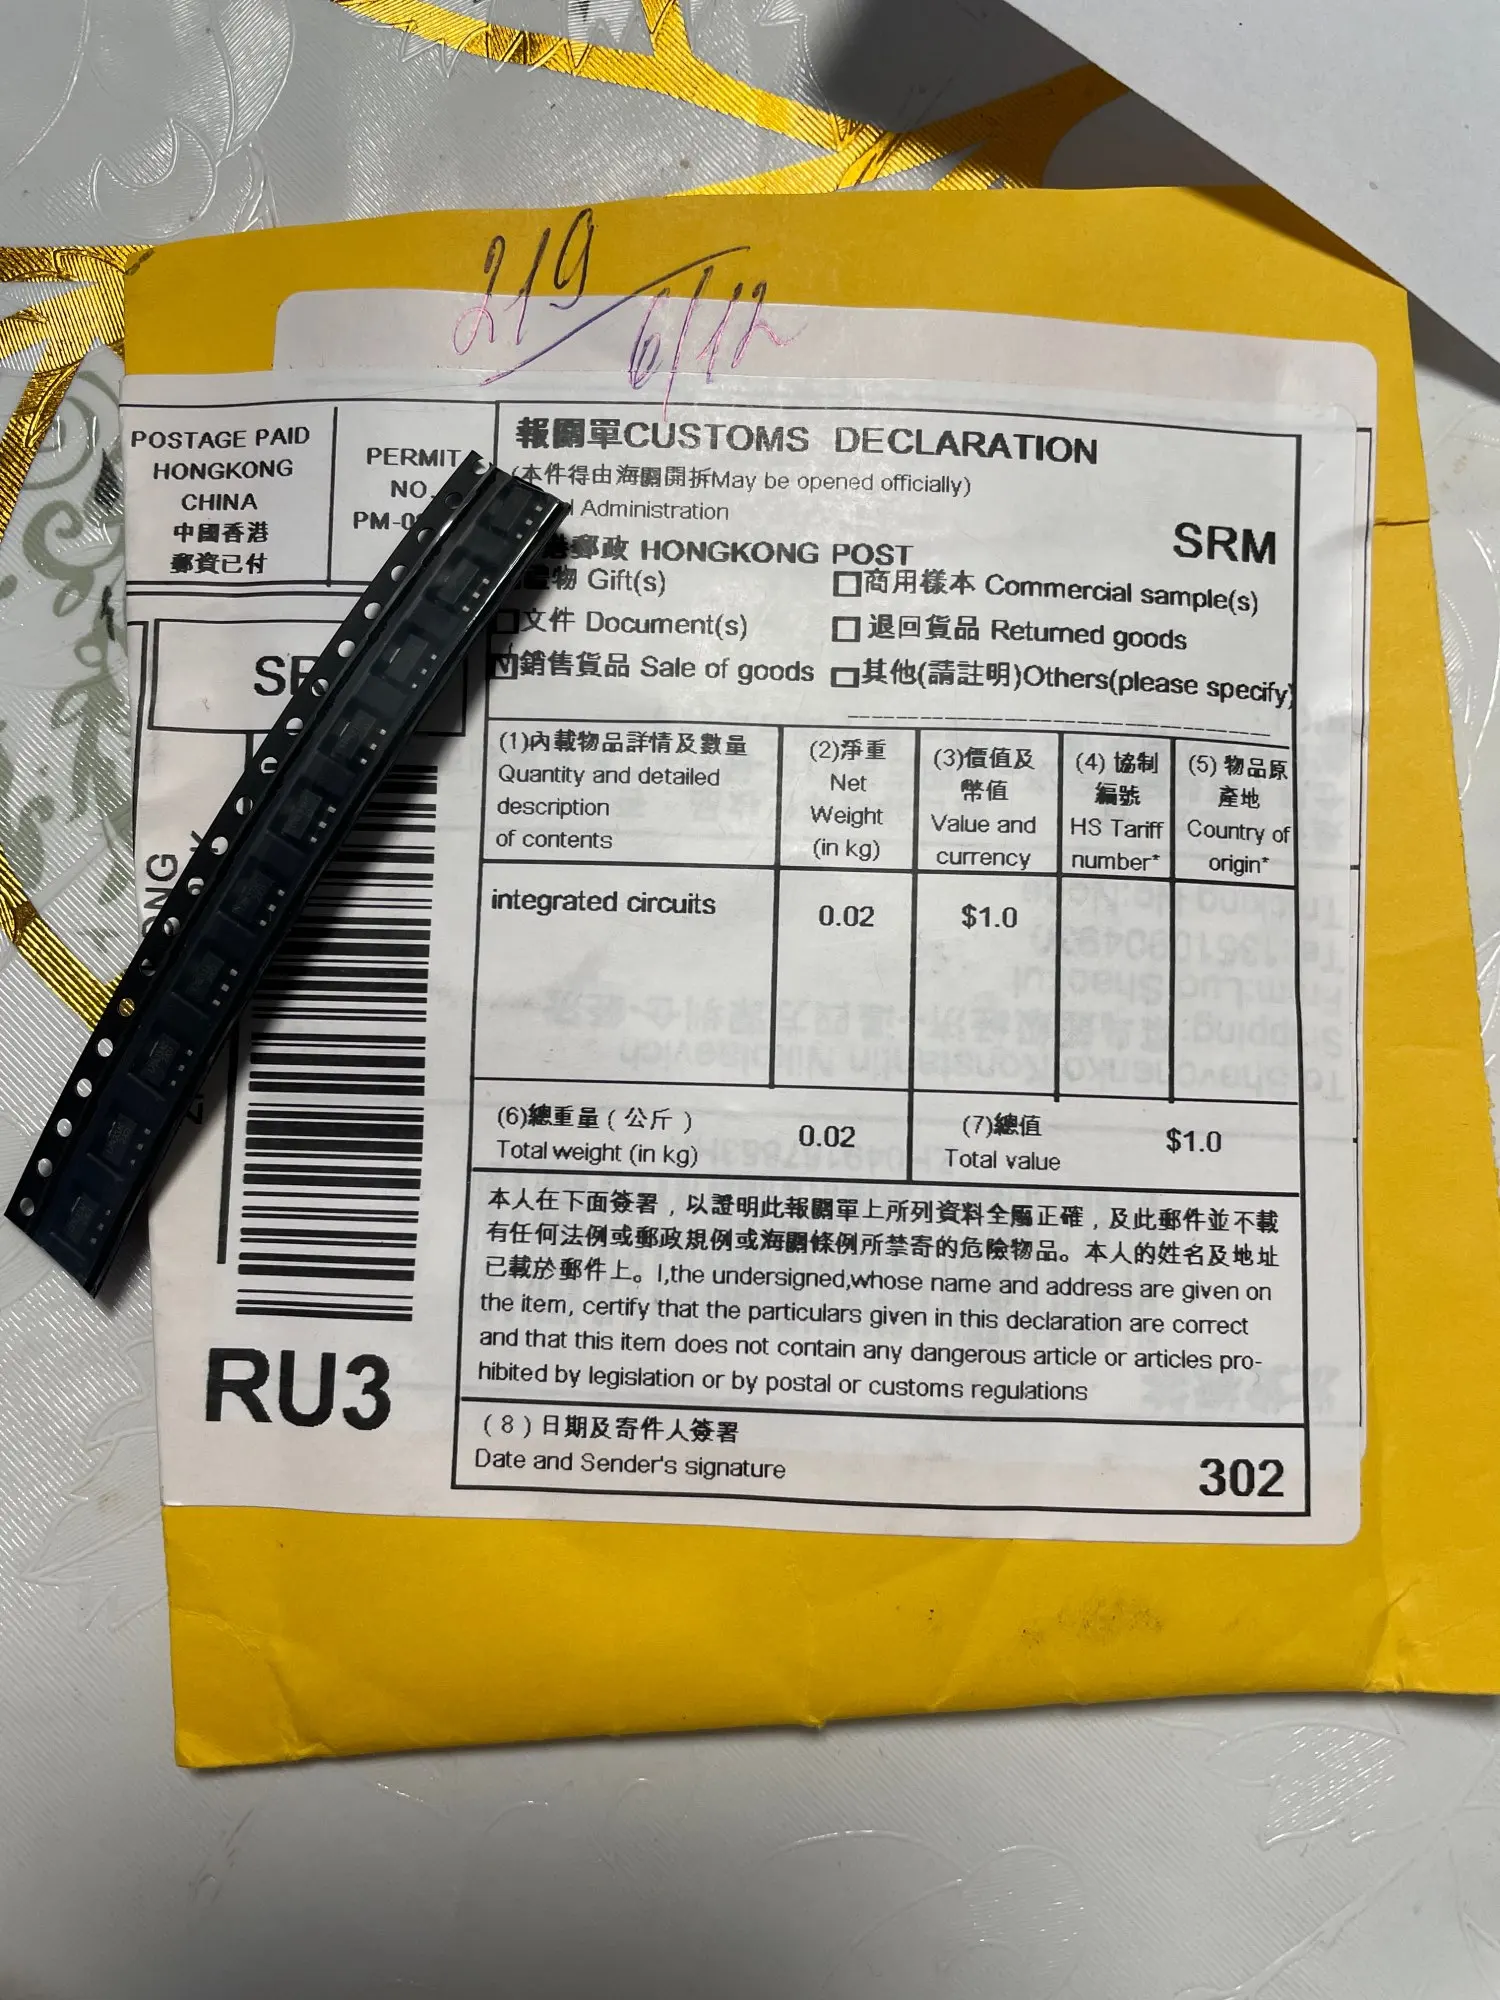 219
6/12
POSTAGE PAID
HONGKONG
CHINA
中國香港
郵資已付
PERMIT
NO.
報關單CUSTOMS DECLARATION
(本件得由海關開拆May be opened officially)
Administration
郵政 HONGKONG POST
SRM
物 Gift(s)
商用樣本 Commercial sample(s)
文件 Document(s)
退回貨品 Returned goods
銷售貨品 Sale of goods
其他(請註明)Others(please specify)
(1)內載物品詳情及數量
Quantity and detailed
description
of contents
(2)淨重
Net
Weight
(in kg)
(3)價值及
幣值
Value and
currency
(4) 協制
編號
HS Tariff
number*
(5) 物品原
產地
Country of
origin*
integrated circuits
0.02
$1.0
(6)總重量 ( 公斤 )
Total weight (in kg)
0.02
(7)總值
Total value
$1.0
本人在下面簽署，以證明此報關單上所列資料全屬正確，及此郵件並不載
有任何法例或郵政規例或海關條例所禁寄的危險物品。本人的姓名及地址
已載於郵件上。I,the undersigned,whose name and address are given on
the item, certify that the particulars given in this declaration are correct
and that this item does not contain any dangerous article or articles pro-
hibited by legislation or by postal or customs regulations
( 8 ) 日期及寄件人簽署
Date and Sender's signature
302
RU3